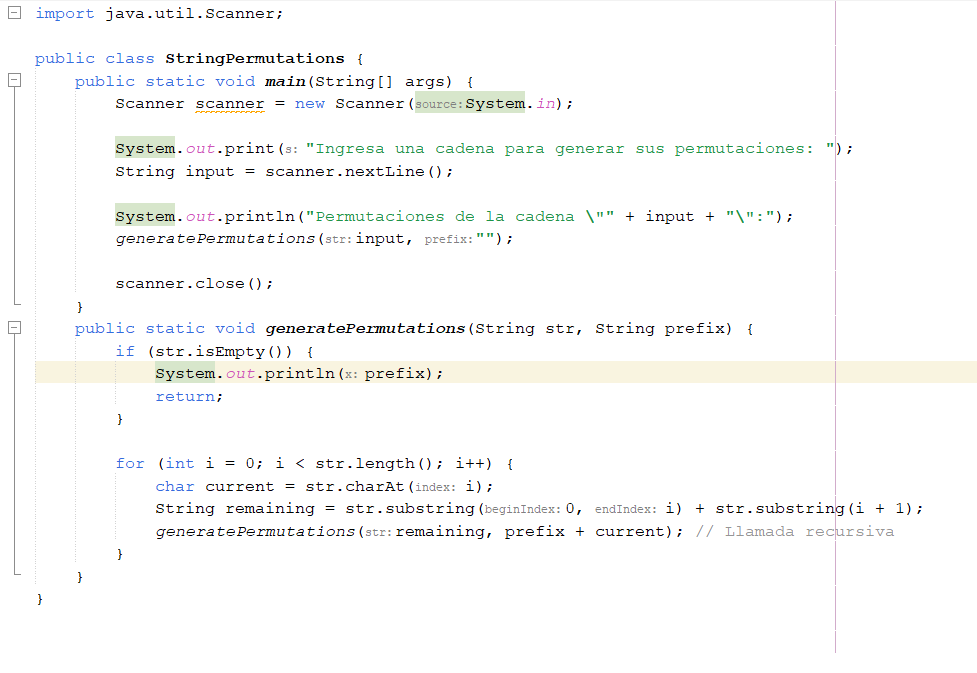 import java.util.Scanner;
public class StringPermutations {
public static void main(String[] args) {
Scanner scanner = new Scanner(source:System.in);
System.out.print(s: "Ingresa una cadena para generar sus permutaciones: ");
String input = scanner.nextLine();
System.out.println("Permutaciones de la cadena \"" + input + "\":");
generatePermutations(str:input, prefix:"");
scanner.close();
}
public static void generatePermutations(String str, String prefix) {
if (str.isEmpty()) {
System.out.println(x: prefix);
return;
}
for (int i = 0; i < str.length(); i++) {
char current = str.charAt(index: i);
String remaining = str.substring(beginIndex:0, endIndex: i) + str.substring(i + 1);
generatePermutations(str:remaining, prefix + current); // Llamada recursiva
}
}
}